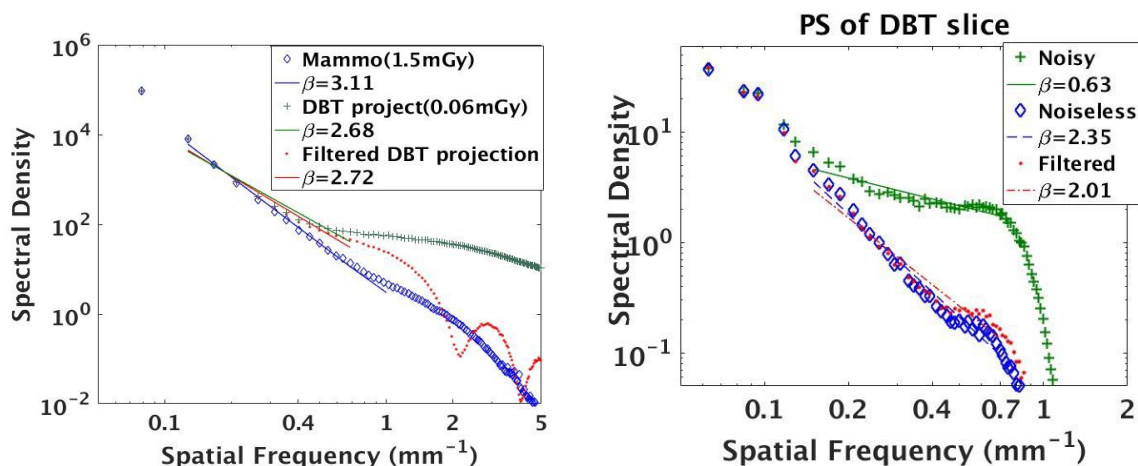 10^6
10^4
10^2
10^0
10^-2
Spectral Density
Mammo(1.5mGy)
β=3.11
DBT project(0.06mGy)
β=2.68
Filtered DBT projection
β=2.72
0.1 0.4 1 2 5
Spatial Frequency (mm^-1)
PS of DBT slice
10^1
10^0
10^-1
Spectral Density
Noisy
β=0.63
Noiseless
β=2.35
Filtered
β=2.01
0.1 0.2 0.4 0.7 1 2
Spatial Frequency (mm^-1)